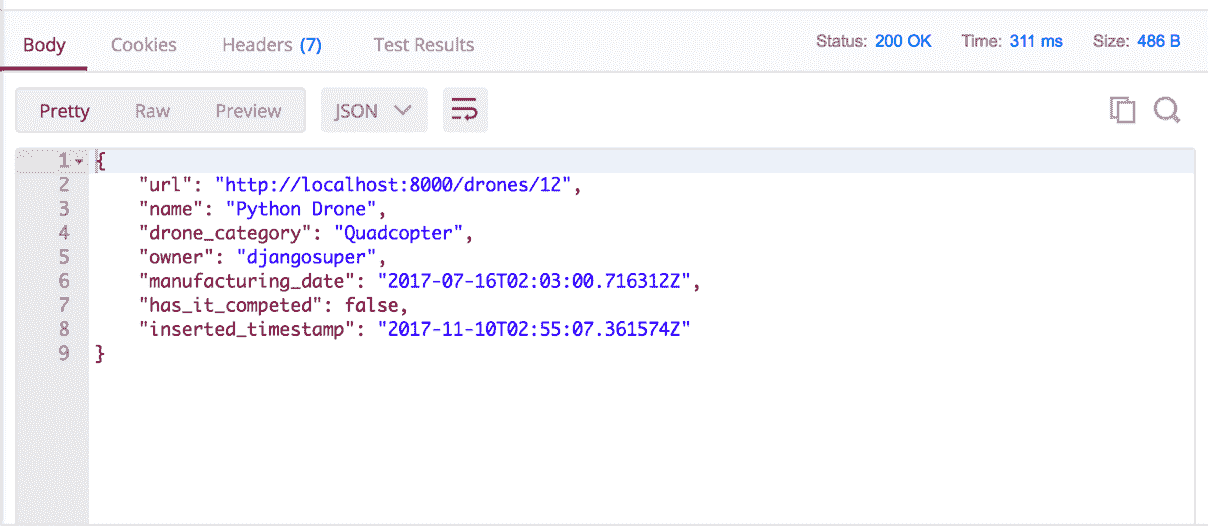 Body Cookies Headers (7) Test Results Status: 200 OK Time: 311 ms Size: 486 B
Pretty Raw Preview JSON
1 {
2 "url": "http://localhost:8000/drones/12",
3 "name": "Python Drone",
4 "drone_category": "Quadcopter",
5 "owner": "djangosuper",
6 "manufacturing_date": "2017-07-16T02:03:00.716312Z",
7 "has_it_competed": false,
8 "inserted_timestamp": "2017-11-10T02:55:07.361574Z"
9 }